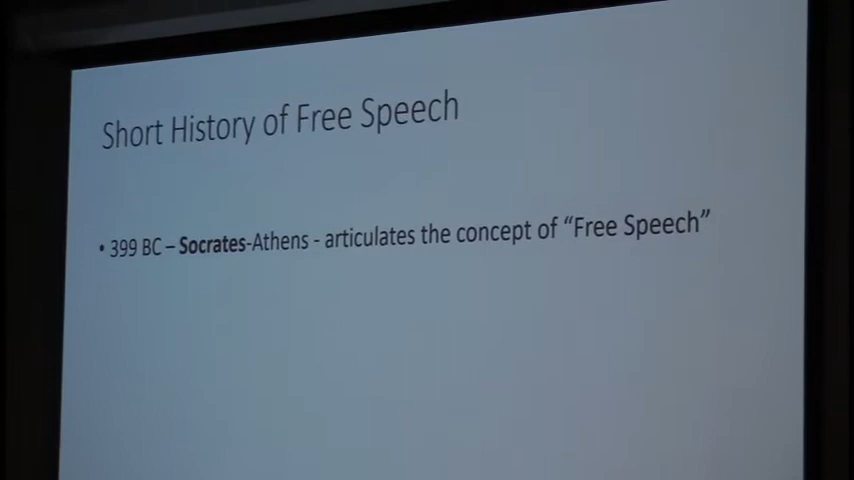 Short History of Free Speech
• 399 BC – Socrates-Athens - articulates the concept of “Free Speech”